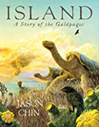 ISLAND
A Story of the Galápagos
JASON
CHIN